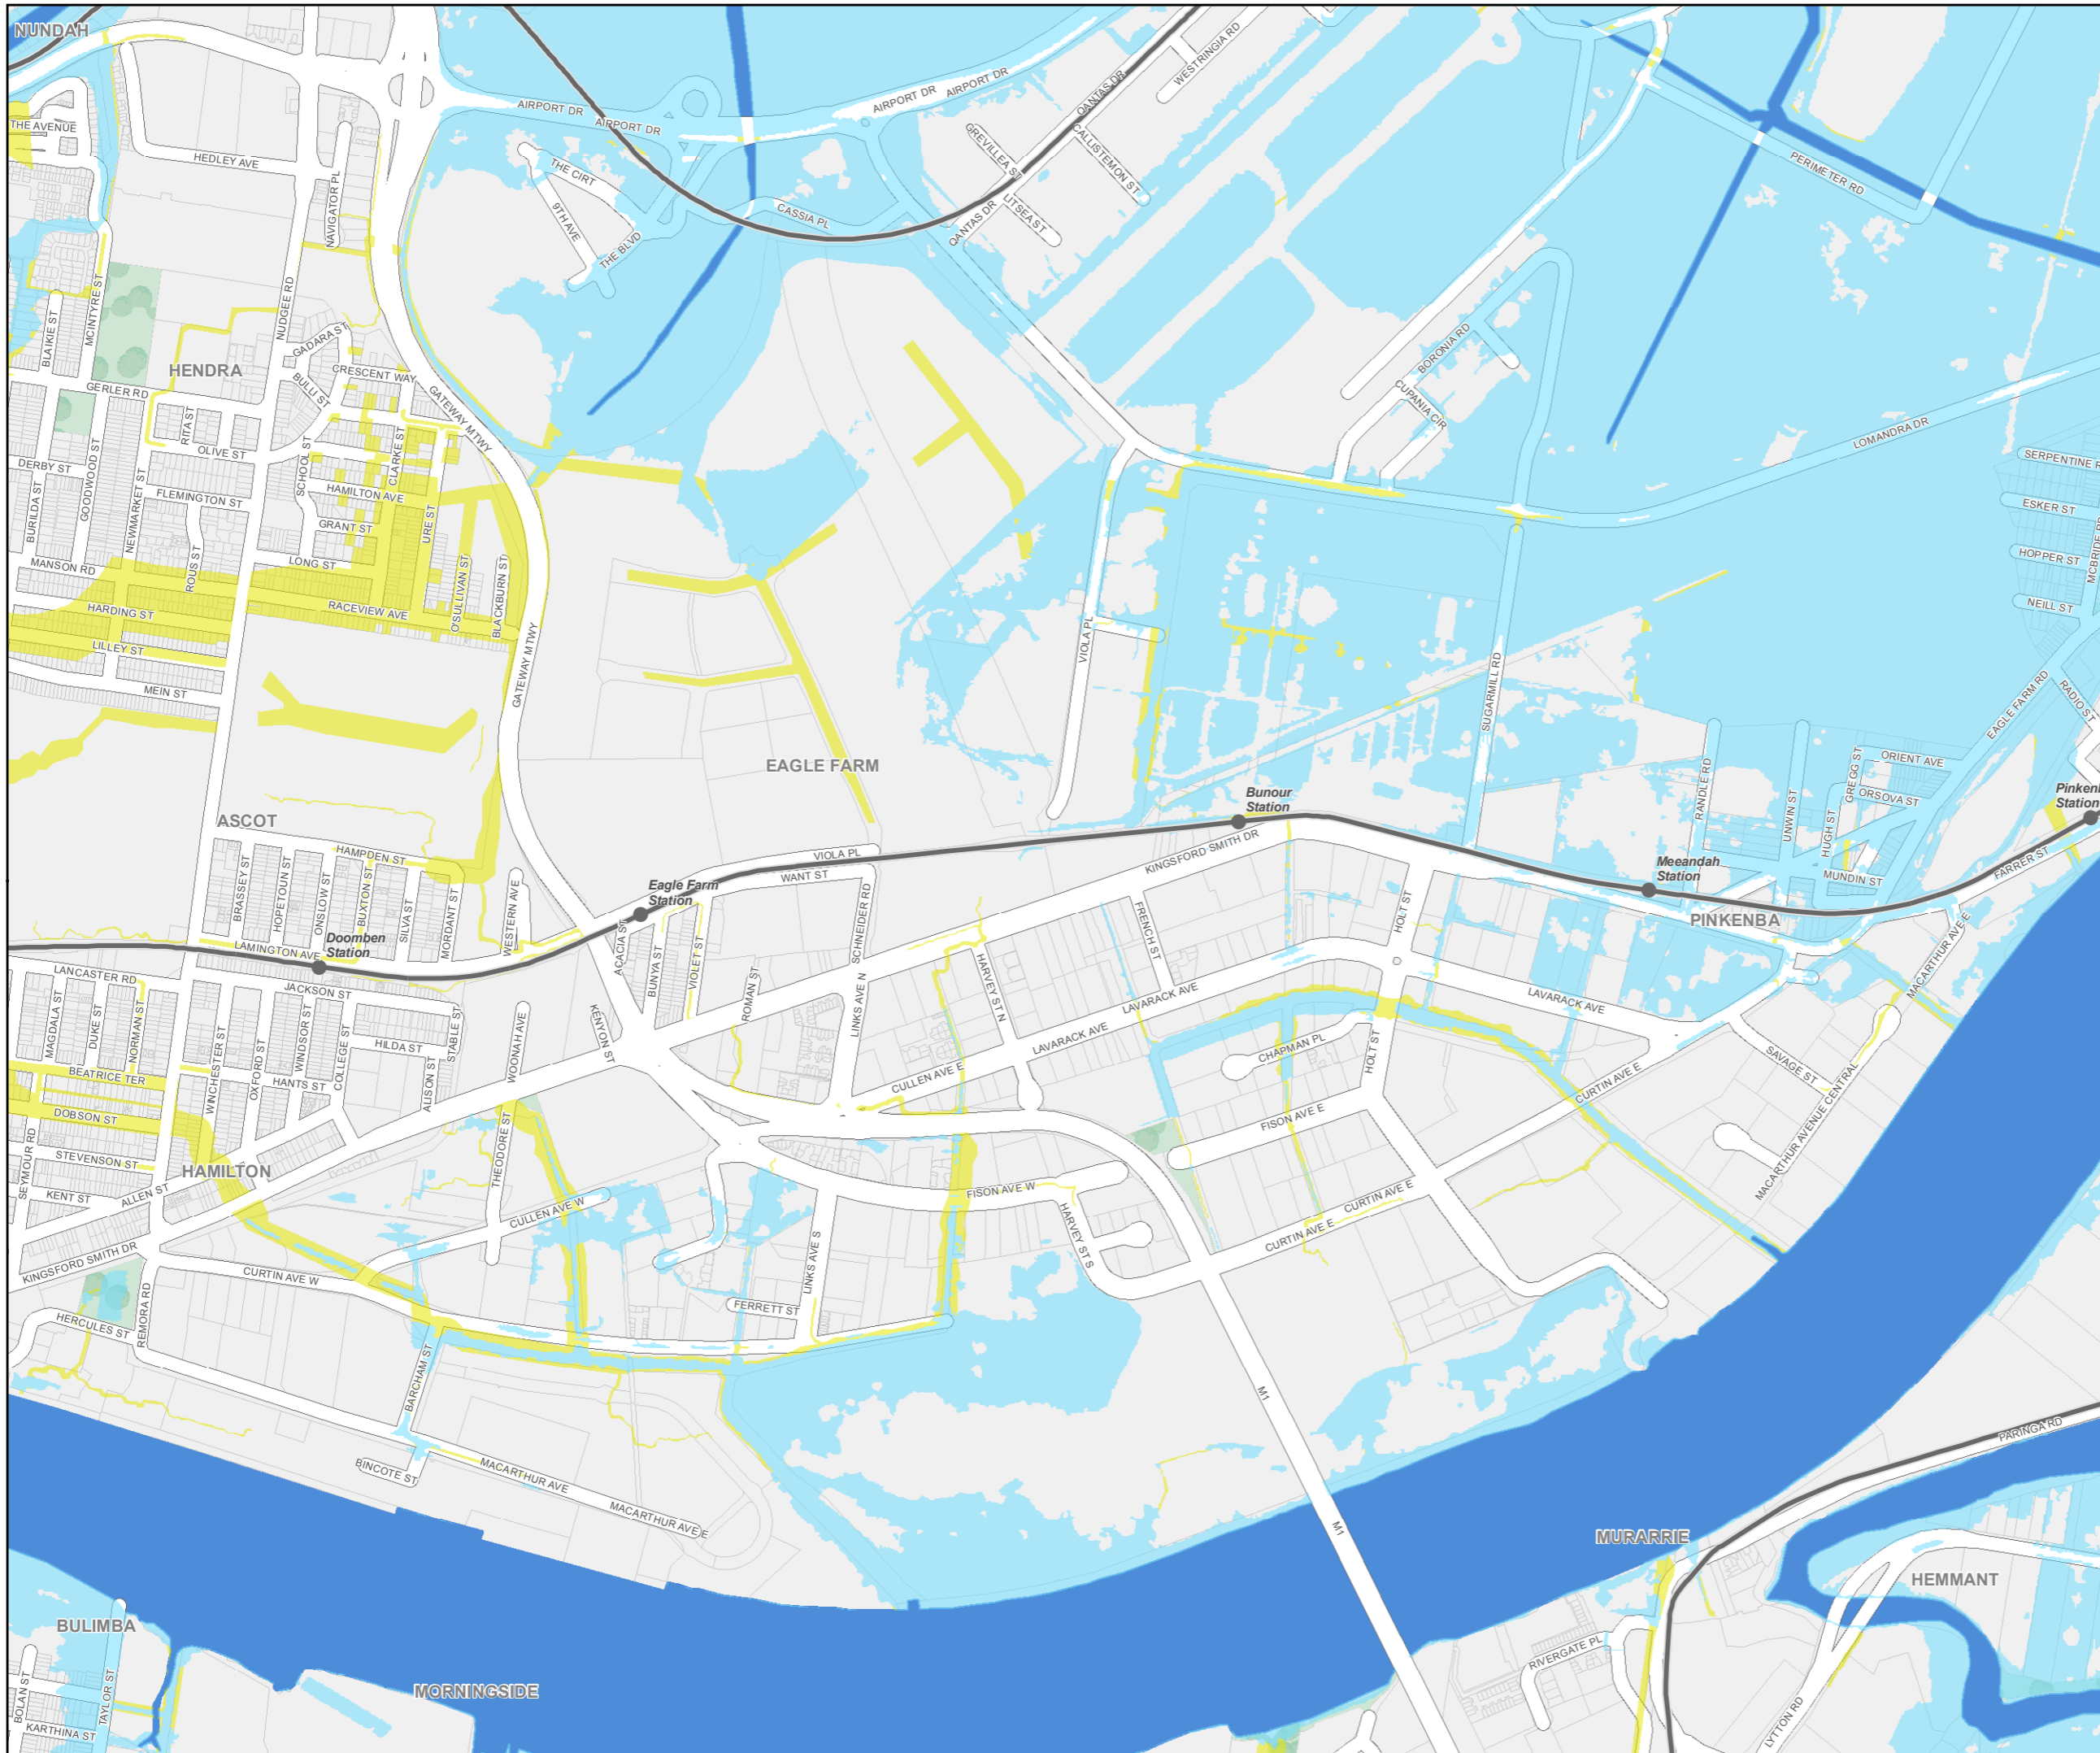 NUNDAH
THE AVENUE
HEDLEY AVE
NAVIGATOR PL
AIRPORT DR
AIRPORT DR
AIRPORT DR
AIRPORT DR
QANTAS DR
WESTRINGIA RD
THE CIRT
9TH AVE
THE BLVD
CASSIA PL
GREVILLEA ST
CALLISTEMON ST
LITSEA ST
QANTAS DR
PERIMETER RD
BLAIKIE ST
MCINTYRE ST
NUDGEE RD
HENDRA
GADARA ST
CRESCENT WAY
BULLI ST
GATEWAY MTWY
GERLER RD
RITA ST
OLIVE ST
BORONIA RD
CUPANIA CIR
LOMANDRA DR
DERBY ST
BURILDA ST
GOODWOOD ST
NEWMARKET ST
FLEMINGTON ST
SCHOOL ST
CLARKE ST
HAMILTON AVE
GRANT ST
URE ST
SERPENTINE R
ESKER ST
HOPPER ST
MCBRIDE RD
NEILL ST
MANSON RD
ROUS ST
LONG ST
O'SULLIVAN ST
BLACKBURN ST
HARDING ST
RACEVIEW AVE
LILLEY ST
MEIN ST
GATEWAY MTWY
VIOLA PL
SUGARMILL RD
EAGLE FARM RD
RADIO ST
EAGLE FARM
RANDLE RD
UNWIN ST
HUGH ST
GREGG ST
ORIENT AVE
ORSOVA ST
Bunour
Station
Pinken
Station
ASCOT
HAMPDEN ST
BRASSEY ST
HOPETOUN ST
ONSLOW ST
BUXTON ST
SILVA ST
MORDANT ST
WESTERN AVE
VIOLA PL
WANT ST
KINGSFORD SMITH DR
Eagle Farm
Station
Meeandah
Station
MUNDIN ST
FARRER ST
PINKENBA
LAMINGTON AVE
Doomben
Station
ACACIA ST
BUNYA ST
VIOLET ST
ROMAN ST
SCHNEIDER RD
LINKS AVE N
HARVEY ST N
FRENCH ST
HOLT ST
MACARTHUR AVE E
LANCASTER RD
JACKSON ST
MAGDALA ST
DUKE ST
NORMAN ST
WINCHESTER ST
OXFORD ST
WINDSOR ST
COLLEGE ST
HILDA ST
ALISON ST
STABLE ST
WOONAH AVE
KENYON ST
LAVARACK AVE
LAVARACK AVE
LAVARACK AVE
BEATRICE TER
HANTS ST
CULLEN AVE E
CHAPMAN PL
HOLT ST
SAVAGE ST
CURTIN AVE E
MACARTHUR AVENUE CENTRAL
DOBSON ST
THEODORE ST
FISON AVE E
SEYMOUR RD
STEVENSON ST
HAMILTON
KENT ST
ALLEN ST
CULLEN AVE W
FISON AVE W
HARVEY ST S
CURTIN AVE E
CURTIN AVE E
KINGSFORD SMITH DR
CURTIN AVE W
LINKS AVE S
FERRETT ST
HERCULES ST
REMORA RD
BARCHAM ST
M1
BINCOTE ST
MACARTHUR AVE
MACARTHUR AVE E
M1
PARINGA RD
MURARRIE
HEMMANT
BULIMBA
BOLAN ST
TAYLOR ST
KARTHINA ST
MORNINGSIDE
RIVERGATE PL
LYTTON RD